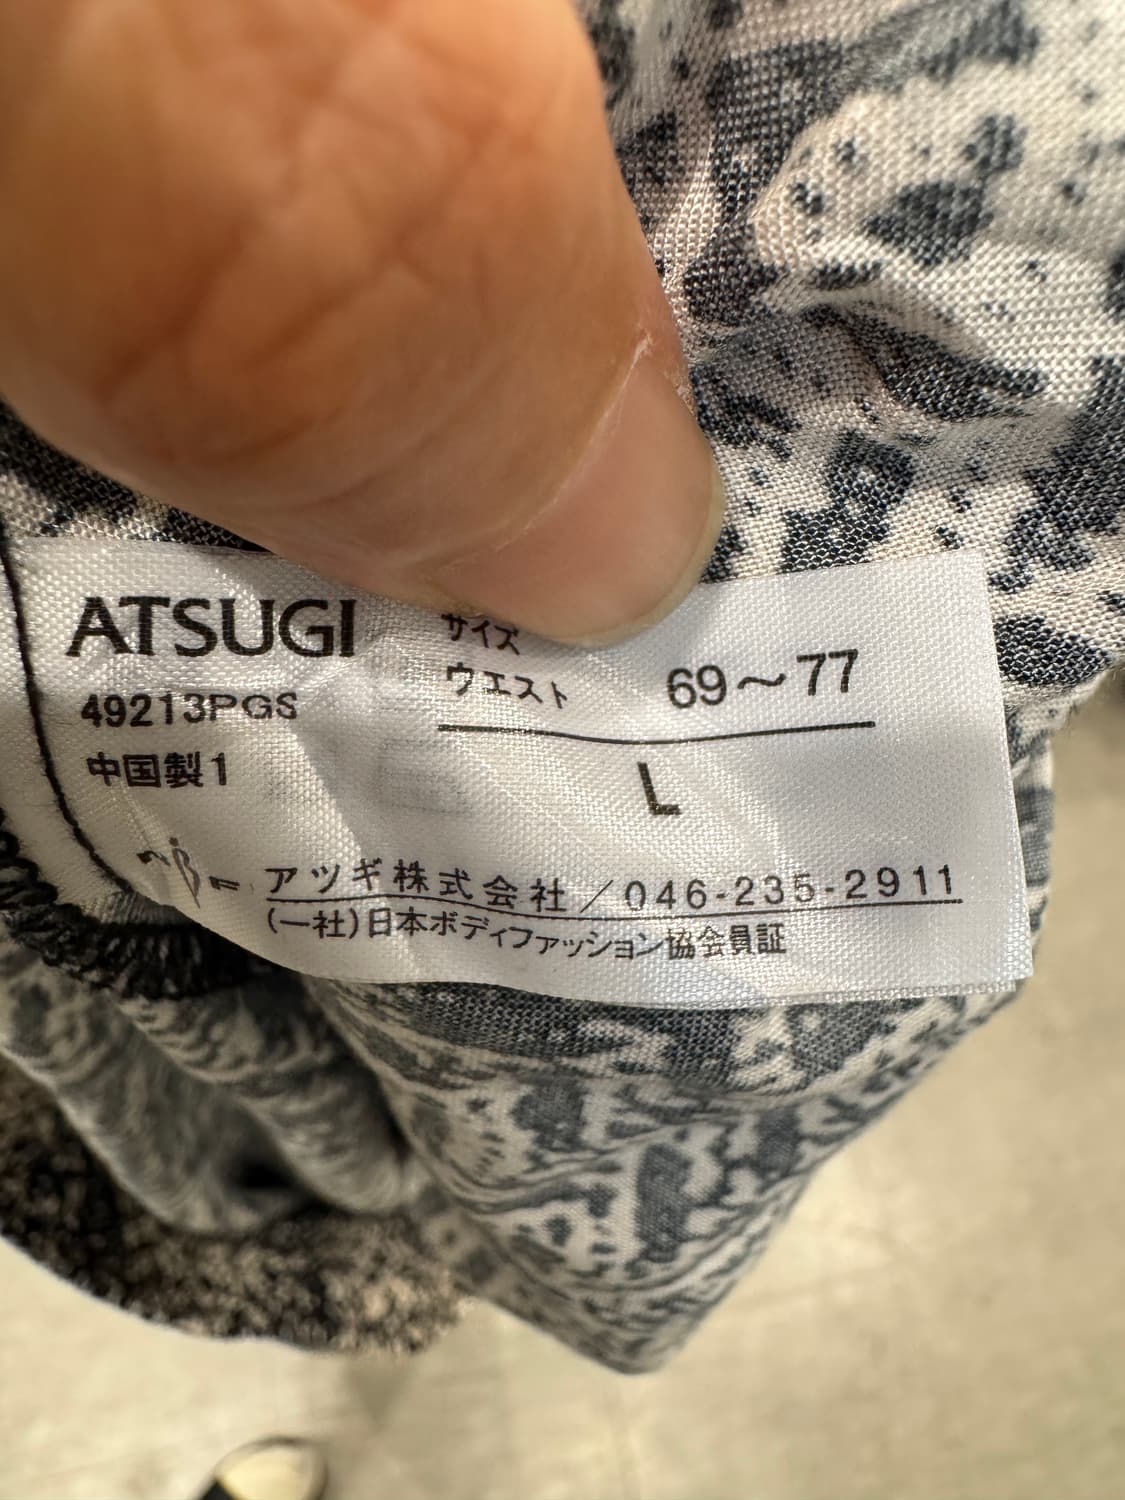 ATSUGI
49213PGS
中国製1
サイズ
ウエスト 69～77
L
アツギ株式会社／046-235-2911
(一社)日本ボディファッション協会員証